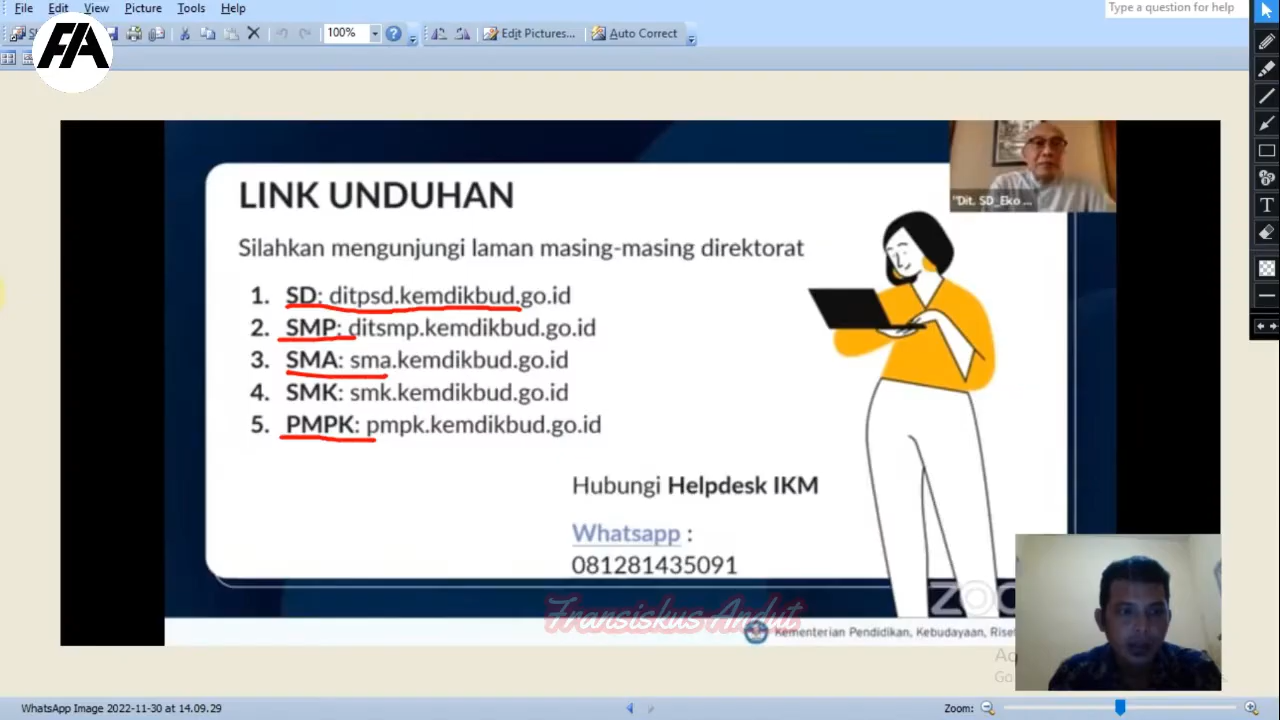 File Edit View Picture Tools Help
Type a question for help
100%
Edit Pictures...
Auto Correct
FA
"Dit. SD_Eko ...
LINK UNDUHAN
Silahkan mengunjungi laman masing-masing direktorat
1. SD: ditpsd.kemdikbud.go.id
2. SMP: ditsmp.kemdikbud.go.id
3. SMA: sma.kemdikbud.go.id
4. SMK: smk.kemdikbud.go.id
5. PMPK: pmpk.kemdikbud.go.id
Hubungi Helpdesk IKM
Whatsapp :
081281435091
Fransiskus Andut
Kementerian Pendidikan, Kebudayaan,
WhatsApp Image 2022-11-30 at 14.09.29
Zoom: